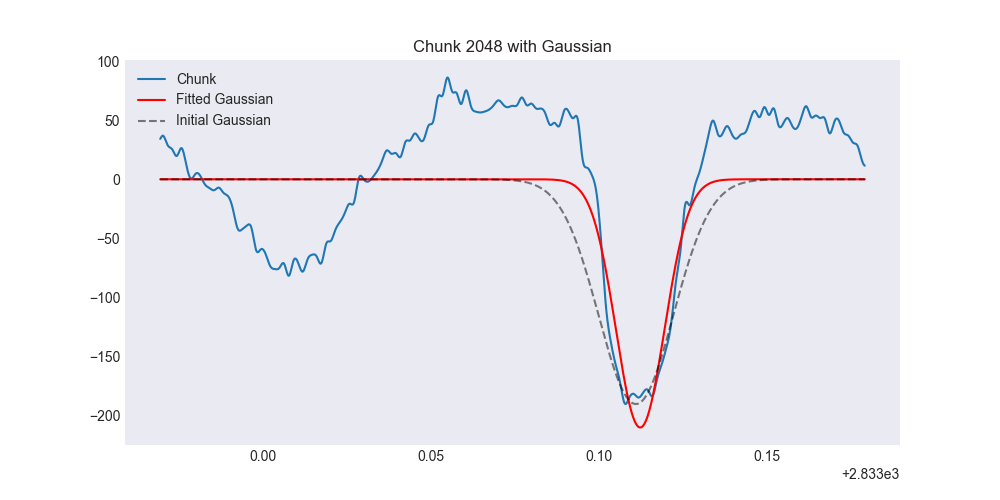 Chunk 2048 with Gaussian
Chunk
Fitted Gaussian
Initial Gaussian
100
50
0
−50
−100
−150
−200
0.00 0.05 0.10 0.15
+2.833e3